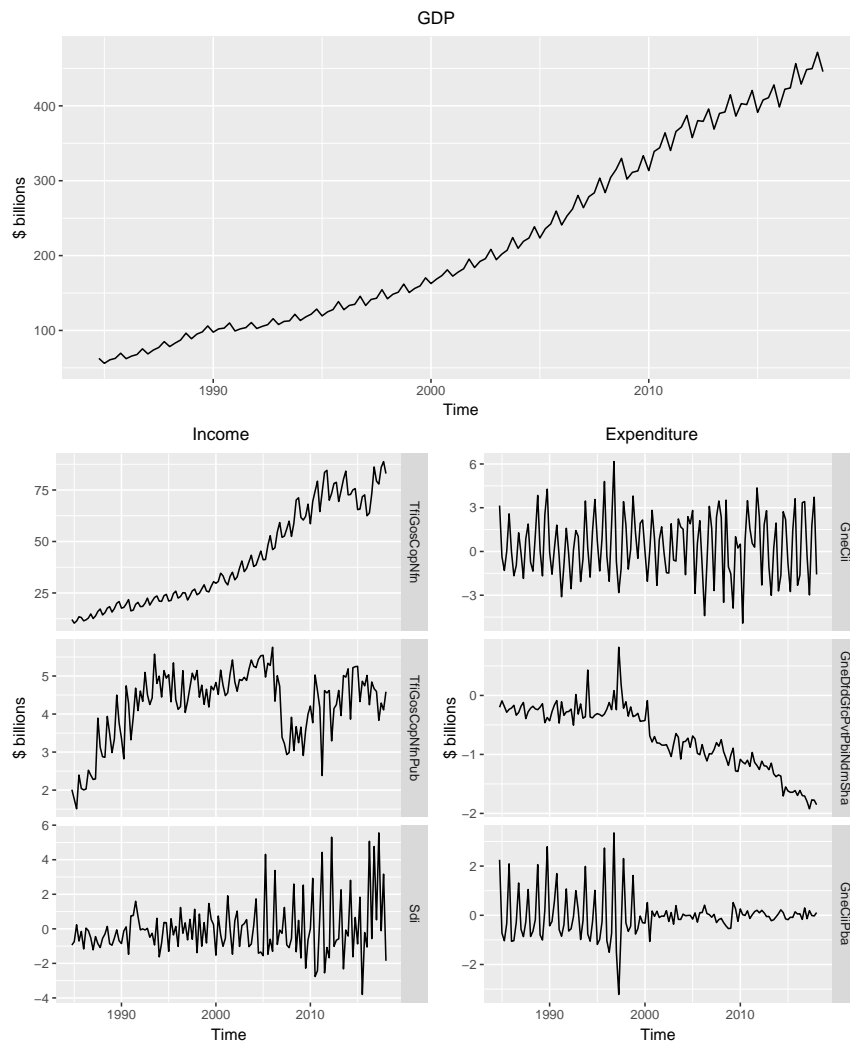 GDP
$ billions
400
300
200
100
1990
2000
2010
Time
Income
75
50
25
TfiGosCopNfn
5
4
3
2
TfiGosCopNfnPub
$ billions
6
4
2
0
−2
−4
Sdi
1990
2000
2010
Time
Expenditure
6
3
0
−3
GneCii
0
−1
−2
GneDfdGfcPvtPbiNdmSha
$ billions
2
0
−2
GneCiiPba
1990
2000
2010
Time